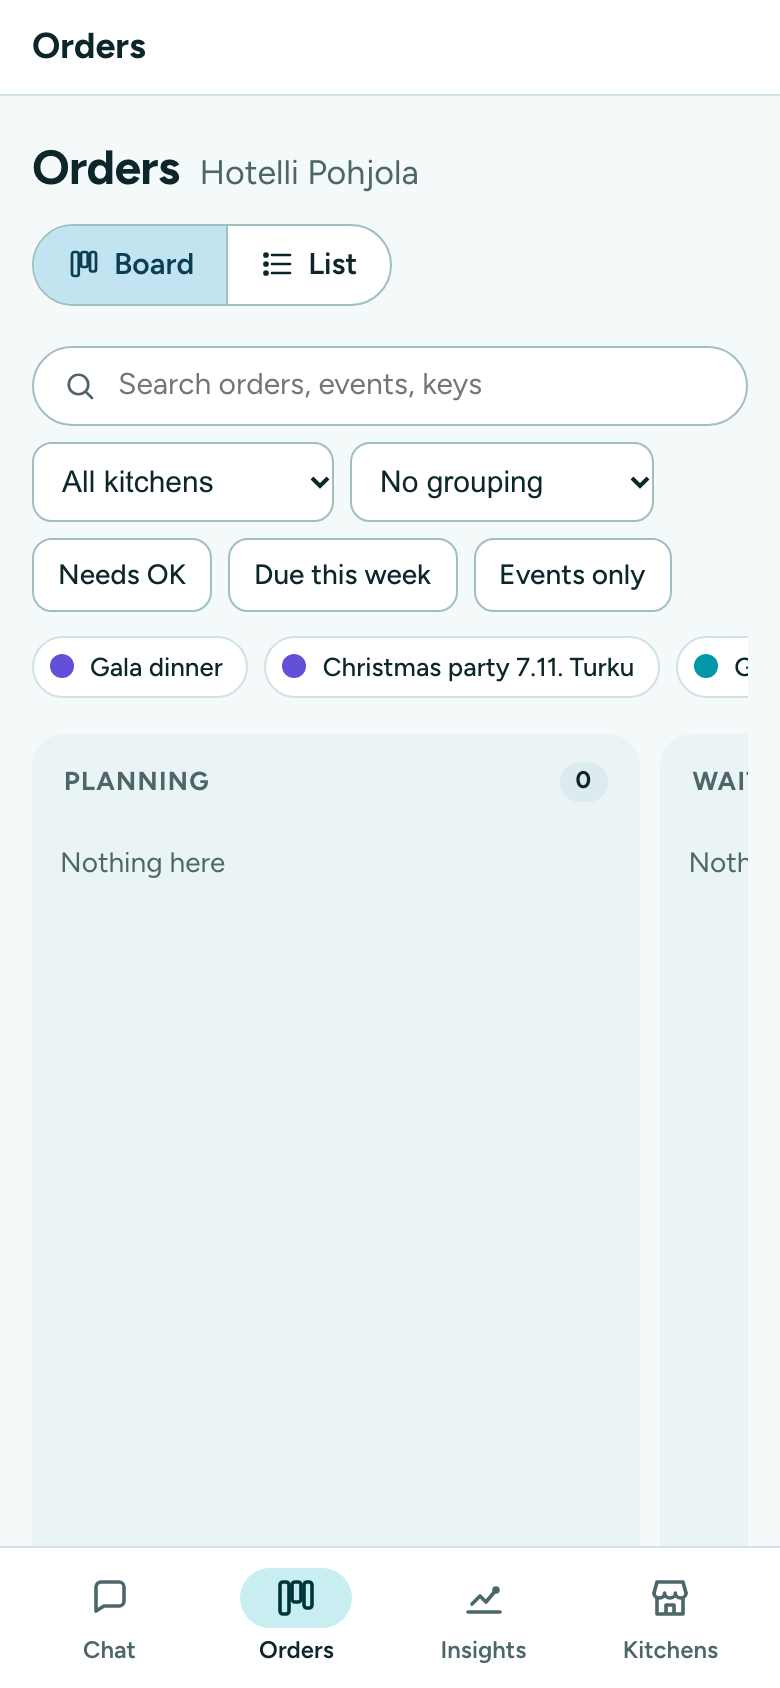 Orders
Orders Hotelli Pohjola
Board List
Search orders, events, keys
All kitchens No grouping
Needs OK Due this week Events only
Gala dinner Christmas party 7.11. Turku
PLANNING 0
Nothing here
Chat Orders Insights Kitchens